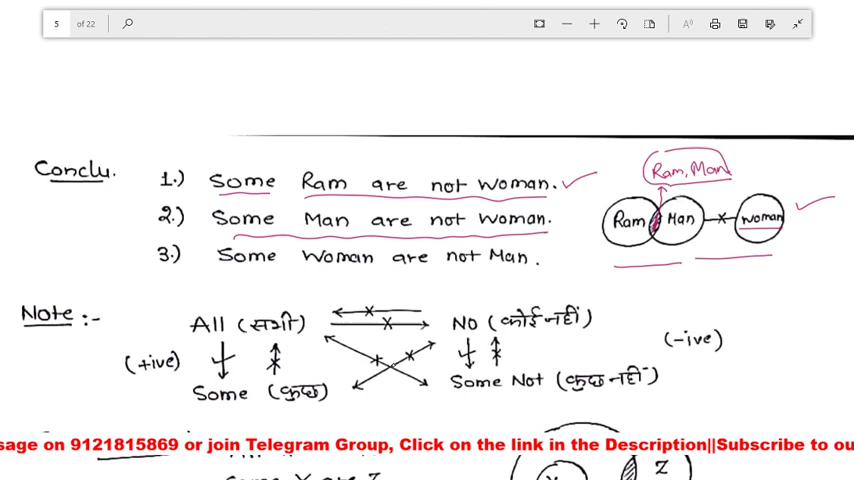 5 of 22
Conclu. 1.) Some Ram are not woman.
2.) Some Man are not woman.
3.) Some Woman are not Man.
Ram, Man
Ram Man woman
Note :-
All (सभी) No (कोई नहीं)
(+ive) (-ive)
Some (कुछ) Some Not (कुछ नहीं)
sage on 9121815869 or join Telegram Group, Click on the link in the Description||Subscribe to ou
Some Y are Z
Z